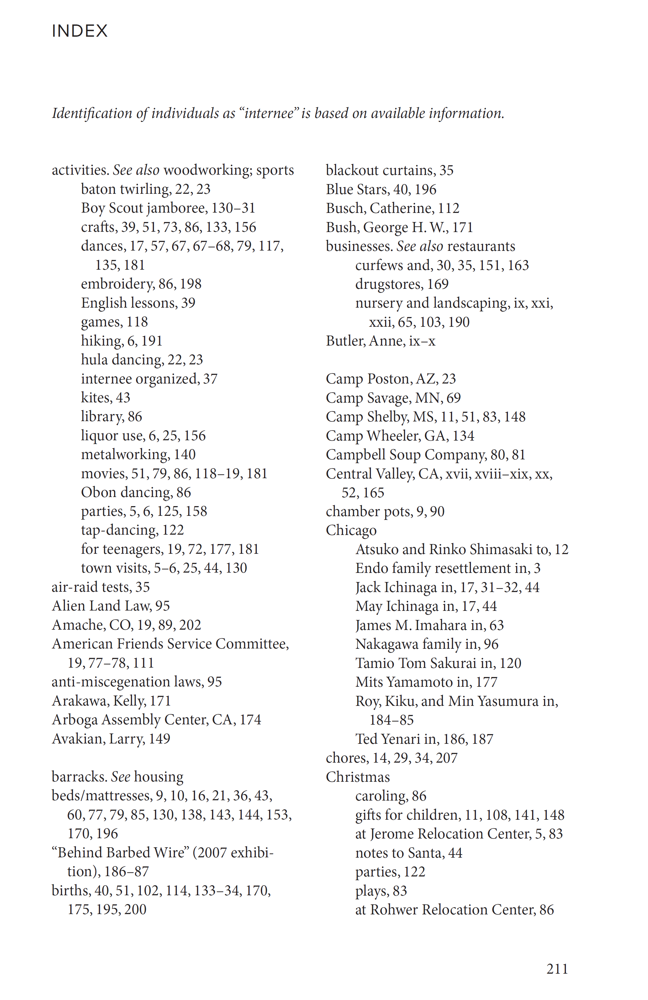 INDEX
Identification of individuals as “internee” is based on available information.
activities. See also woodworking; sports
baton twirling, 22, 23
Boy Scout jamboree, 130–31
crafts, 39, 51, 73, 86, 133, 156
dances, 17, 57, 67, 67–68, 79, 117,
135, 181
embroidery, 86, 198
English lessons, 39
games, 118
hiking, 6, 191
hula dancing, 22, 23
internee organized, 37
kites, 43
library, 86
liquor use, 6, 25, 156
metalworking, 140
movies, 51, 79, 86, 118–19, 181
Obon dancing, 86
parties, 5, 6, 125, 158
tap-dancing, 122
for teenagers, 19, 72, 177, 181
town visits, 5–6, 25, 44, 130
air-raid tests, 35
Alien Land Law, 95
Amache, CO, 19, 89, 202
American Friends Service Committee,
19, 77–78, 111
anti-miscegenation laws, 95
Arakawa, Kelly, 171
Arboga Assembly Center, CA, 174
Avakian, Larry, 149
barracks. See housing
beds/mattresses, 9, 10, 16, 21, 36, 43,
60, 77, 79, 85, 130, 138, 143, 144, 153,
170, 196
“Behind Barbed Wire” (2007 exhibi-
tion), 186–87
births, 40, 51, 102, 114, 133–34, 170,
175, 195, 200
blackout curtains, 35
Blue Stars, 40, 196
Busch, Catherine, 112
Bush, George H. W., 171
businesses. See also restaurants
curfews and, 30, 35, 151, 163
drugstores, 169
nursery and landscaping, ix, xxi,
xxii, 65, 103, 190
Butler, Anne, ix–x
Camp Poston, AZ, 23
Camp Savage, MN, 69
Camp Shelby, MS, 11, 51, 83, 148
Camp Wheeler, GA, 134
Campbell Soup Company, 80, 81
Central Valley, CA, xvii, xviii–xix, xx,
52, 165
chamber pots, 9, 90
Chicago
Atsuko and Rinko Shimasaki to, 12
Endo family resettlement in, 3
Jack Ichinaga in, 17, 31–32, 44
May Ichinaga in, 17, 44
James M. Imahara in, 63
Nakagawa family in, 96
Tamio Tom Sakurai in, 120
Mits Yamamoto in, 177
Roy, Kiku, and Min Yasumura in,
184–85
Ted Yenari in, 186, 187
chores, 14, 29, 34, 207
Christmas
caroling, 86
gifts for children, 11, 108, 141, 148
at Jerome Relocation Center, 5, 83
notes to Santa, 44
parties, 122
plays, 83
at Rohwer Relocation Center, 86
211